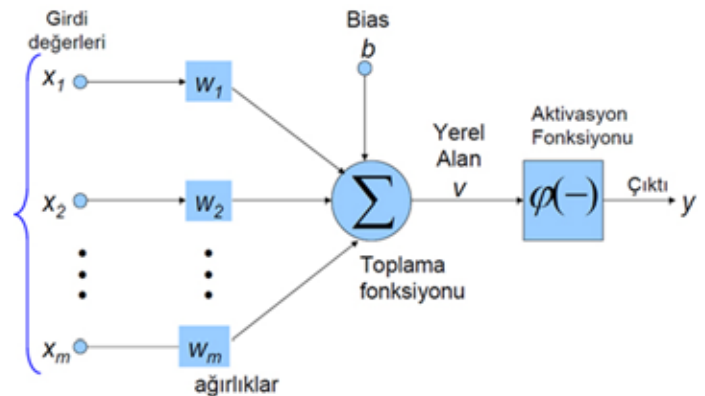 Girdi
değerleri
x1
w1
Bias
b
x2
w2
∑
Toplama
fonksiyonu
Yerel
Alan
v
Aktivasyon
Fonksiyonu
φ(−)
Çıktı
y
xm
wm
ağırlıklar